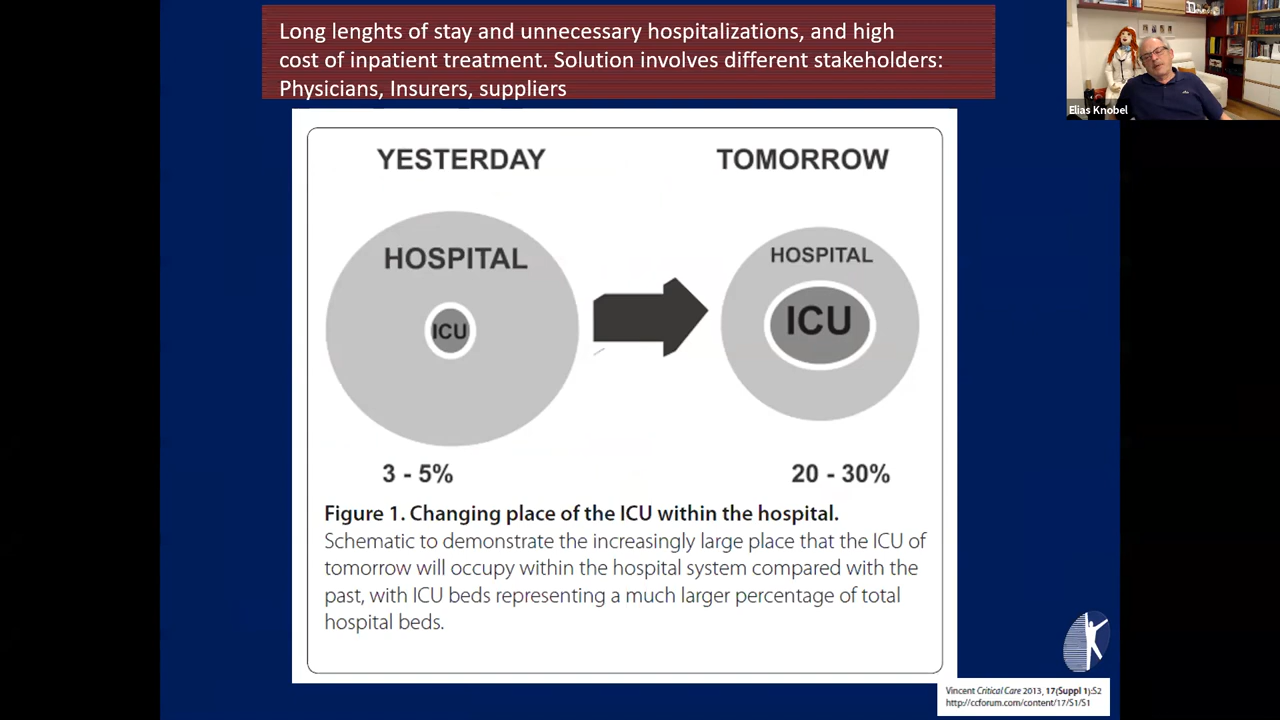 Long lenghts of stay and unnecessary hospitalizations, and high
cost of inpatient treatment. Solution involves different stakeholders:
Physicians, Insurers, suppliers
Elias Knobel
YESTERDAY
TOMORROW
HOSPITAL
ICU
HOSPITAL
ICU
3 - 5%
20 - 30%
Figure 1. Changing place of the ICU within the hospital.
Schematic to demonstrate the increasingly large place that the ICU of
tomorrow will occupy within the hospital system compared with the
past, with ICU beds representing a much larger percentage of total
hospital beds.
Vincent Critical Care 2013, 17(Suppl 1):S2
http://ccforum.com/content/17/S1/S1